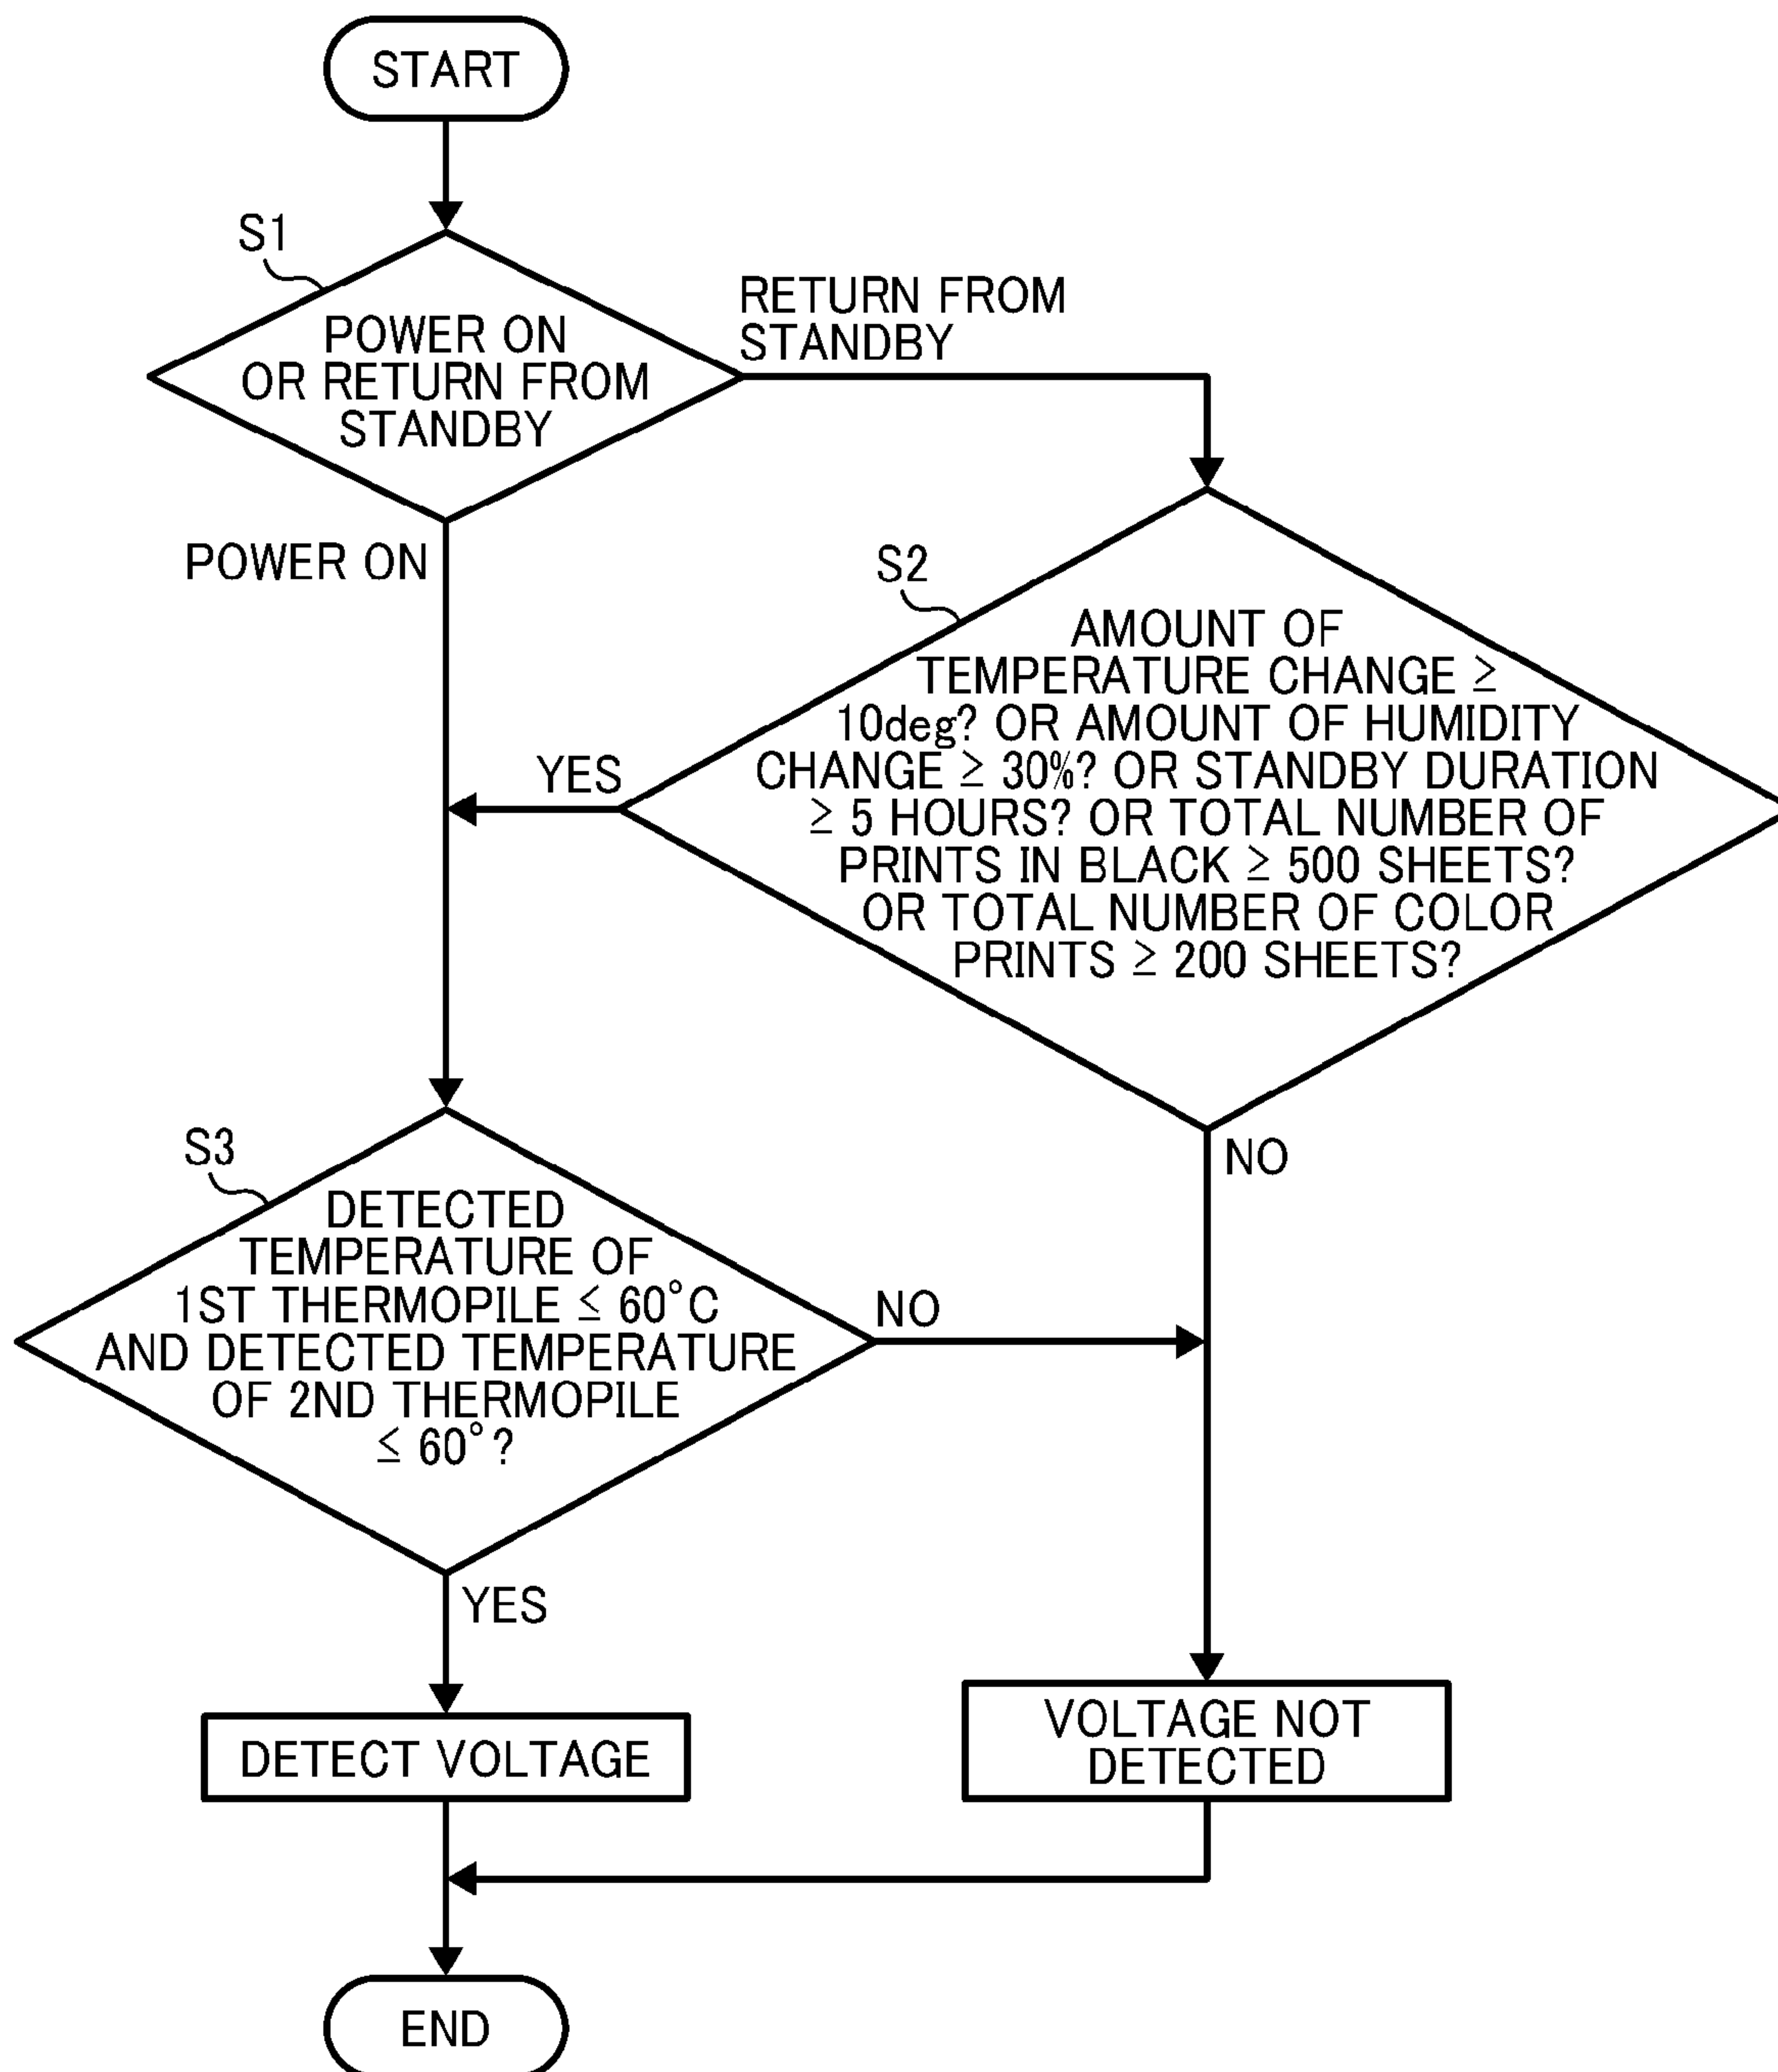 START
S1
POWER ON
OR RETURN FROM
STANDBY
RETURN FROM
STANDBY
POWER ON
S2
AMOUNT OF
TEMPERATURE CHANGE ≥
10deg? OR AMOUNT OF HUMIDITY
CHANGE ≥ 30%? OR STANDBY DURATION
≥ 5 HOURS? OR TOTAL NUMBER OF
PRINTS IN BLACK ≥ 500 SHEETS?
OR TOTAL NUMBER OF COLOR
PRINTS ≥ 200 SHEETS?
YES
NO
S3
DETECTED
TEMPERATURE OF
1ST THERMOPILE ≤ 60°C
AND DETECTED TEMPERATURE
OF 2ND THERMOPILE
≤ 60°?
NO
YES
DETECT VOLTAGE
VOLTAGE NOT
DETECTED
END